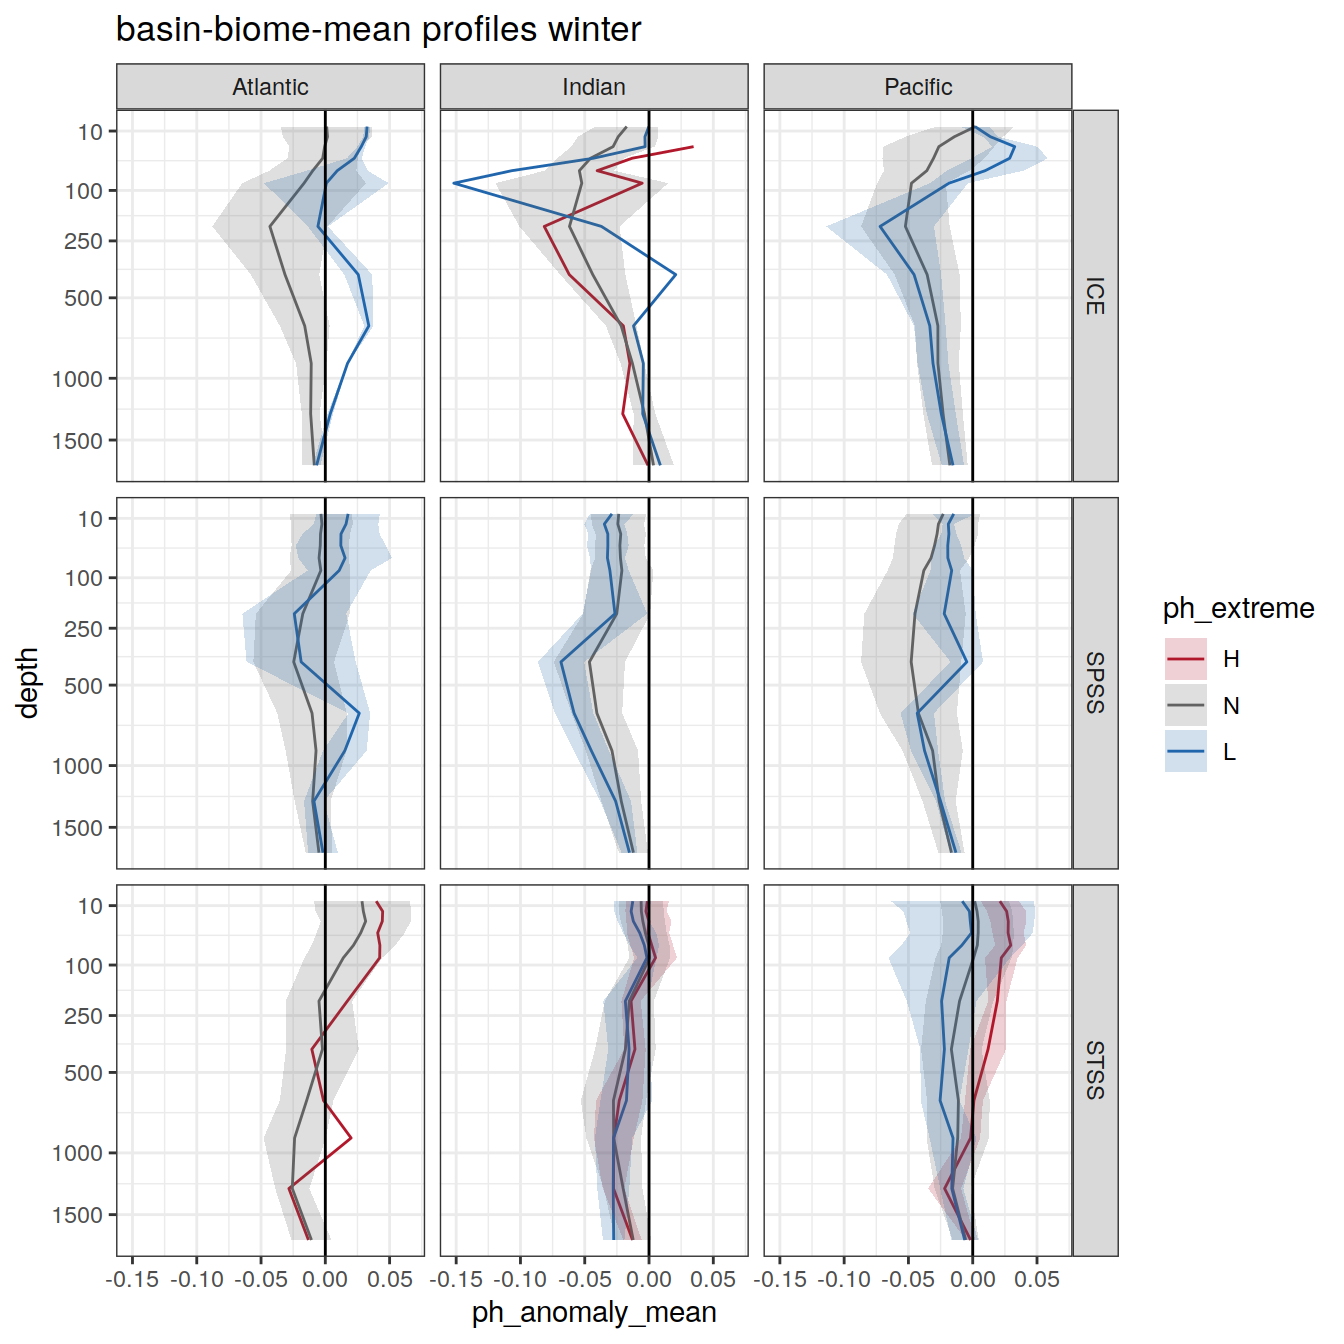 basin-biome-mean profiles winter
Atlantic Indian Pacific
10
100
250
500
1000
1500
ICE
10
100
250
500
1000
1500
SPSS
10
100
250
500
1000
1500
STSS
depth
-0.15 -0.10 -0.05 0.00 0.05 -0.15 -0.10 -0.05 0.00 0.05 -0.15 -0.10 -0.05 0.00 0.05
ph_anomaly_mean
ph_extreme
H
N
L